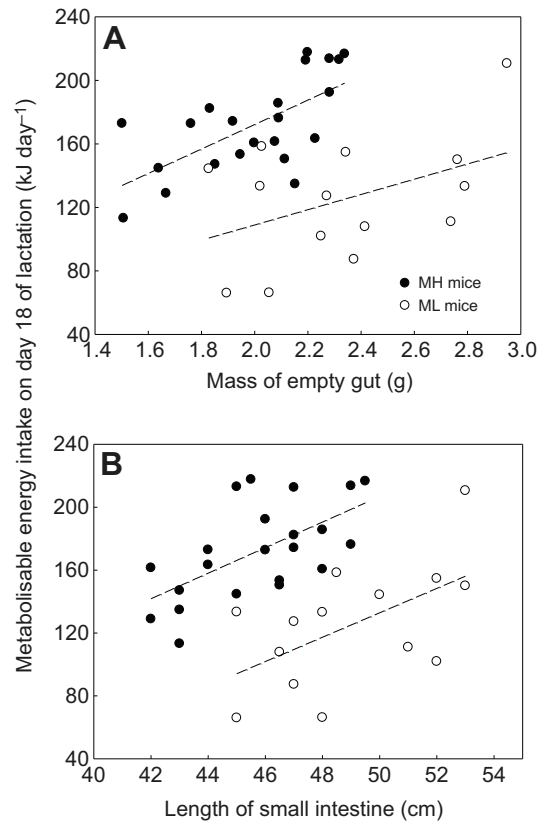 Metabolisable energy intake on day 18 of lactation (kJ day–1)
A
240
200
160
120
80
40
1.4 1.6 1.8 2.0 2.2 2.4 2.6 2.8 3.0
MH mice
ML mice
Mass of empty gut (g)
B
240
200
160
120
80
40
40 42 44 46 48 50 52 54
Length of small intestine (cm)